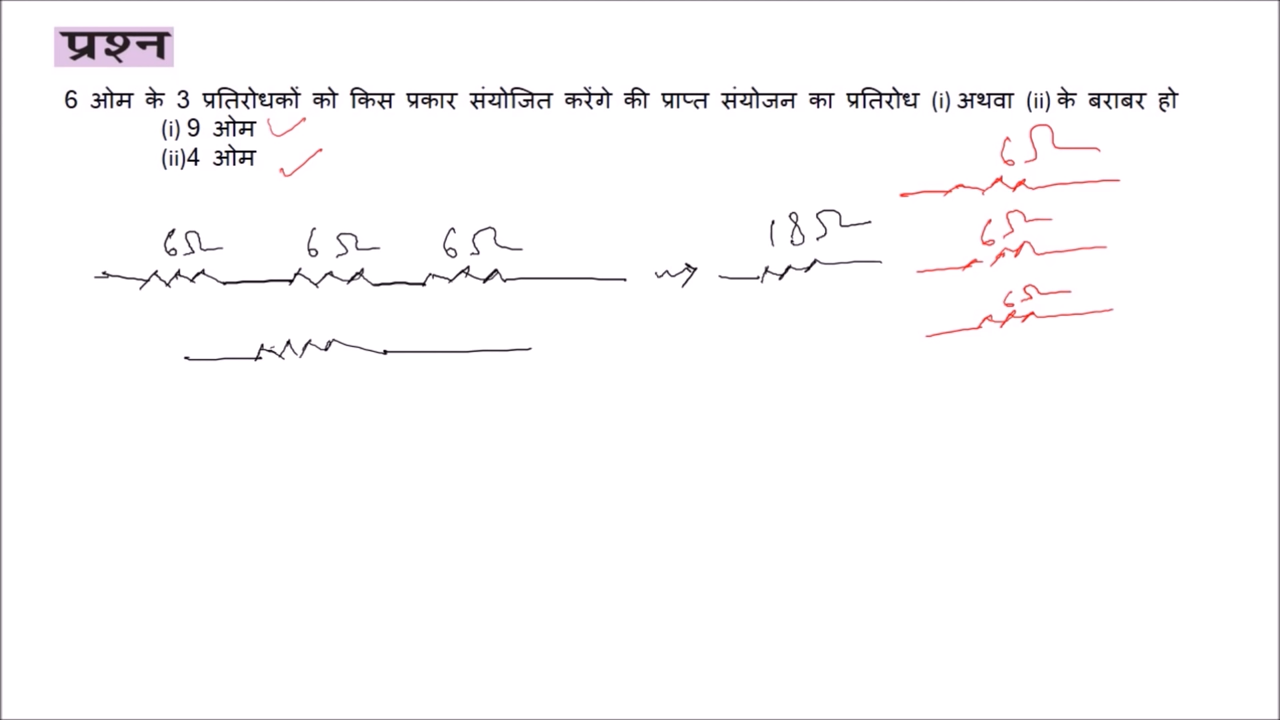 प्रश्न
6 ओम के 3 प्रतिरोधकों को किस प्रकार संयोजित करेंगे की प्राप्त संयोजन का प्रतिरोध (i) अथवा (ii) के बराबर हो
(i) 9 ओम
(ii)4 ओम
6Ω
6Ω 6Ω 6Ω 18Ω 6Ω
6Ω